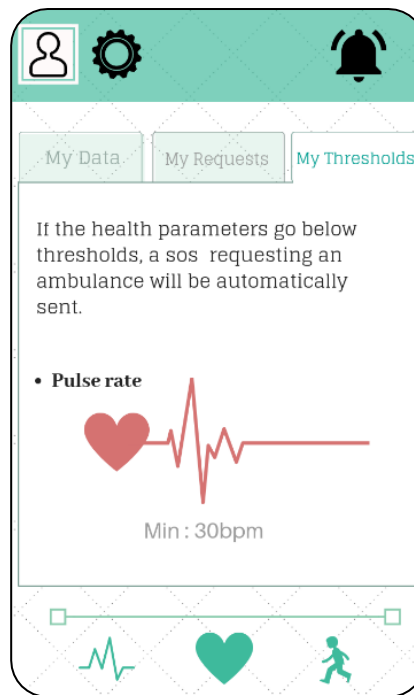 My Data
My Requests
My Thresholds
If the health parameters go below
thresholds, a sos requesting an
ambulance will be automatically
sent.
• Pulse rate
Min : 30bpm